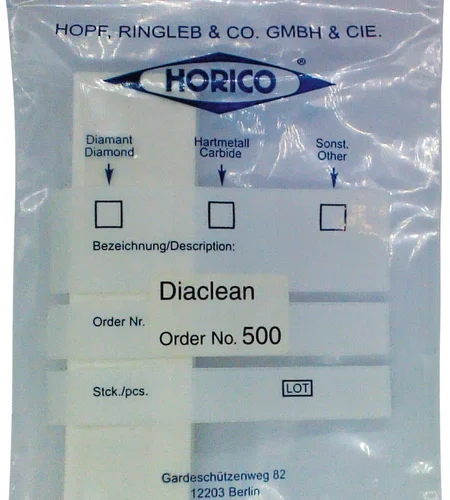 HOPF, RINGLEB & CO. GMBH & CIE.
HORICO ®
Diamant Hartmetall Sonst.
Diamond Carbide Other
Bezeichnung/Description:
Diaclean
Order Nr.
Order No. 500
Stck./pcs. LOT
Gardeschützenweg 82
12203 Berlin